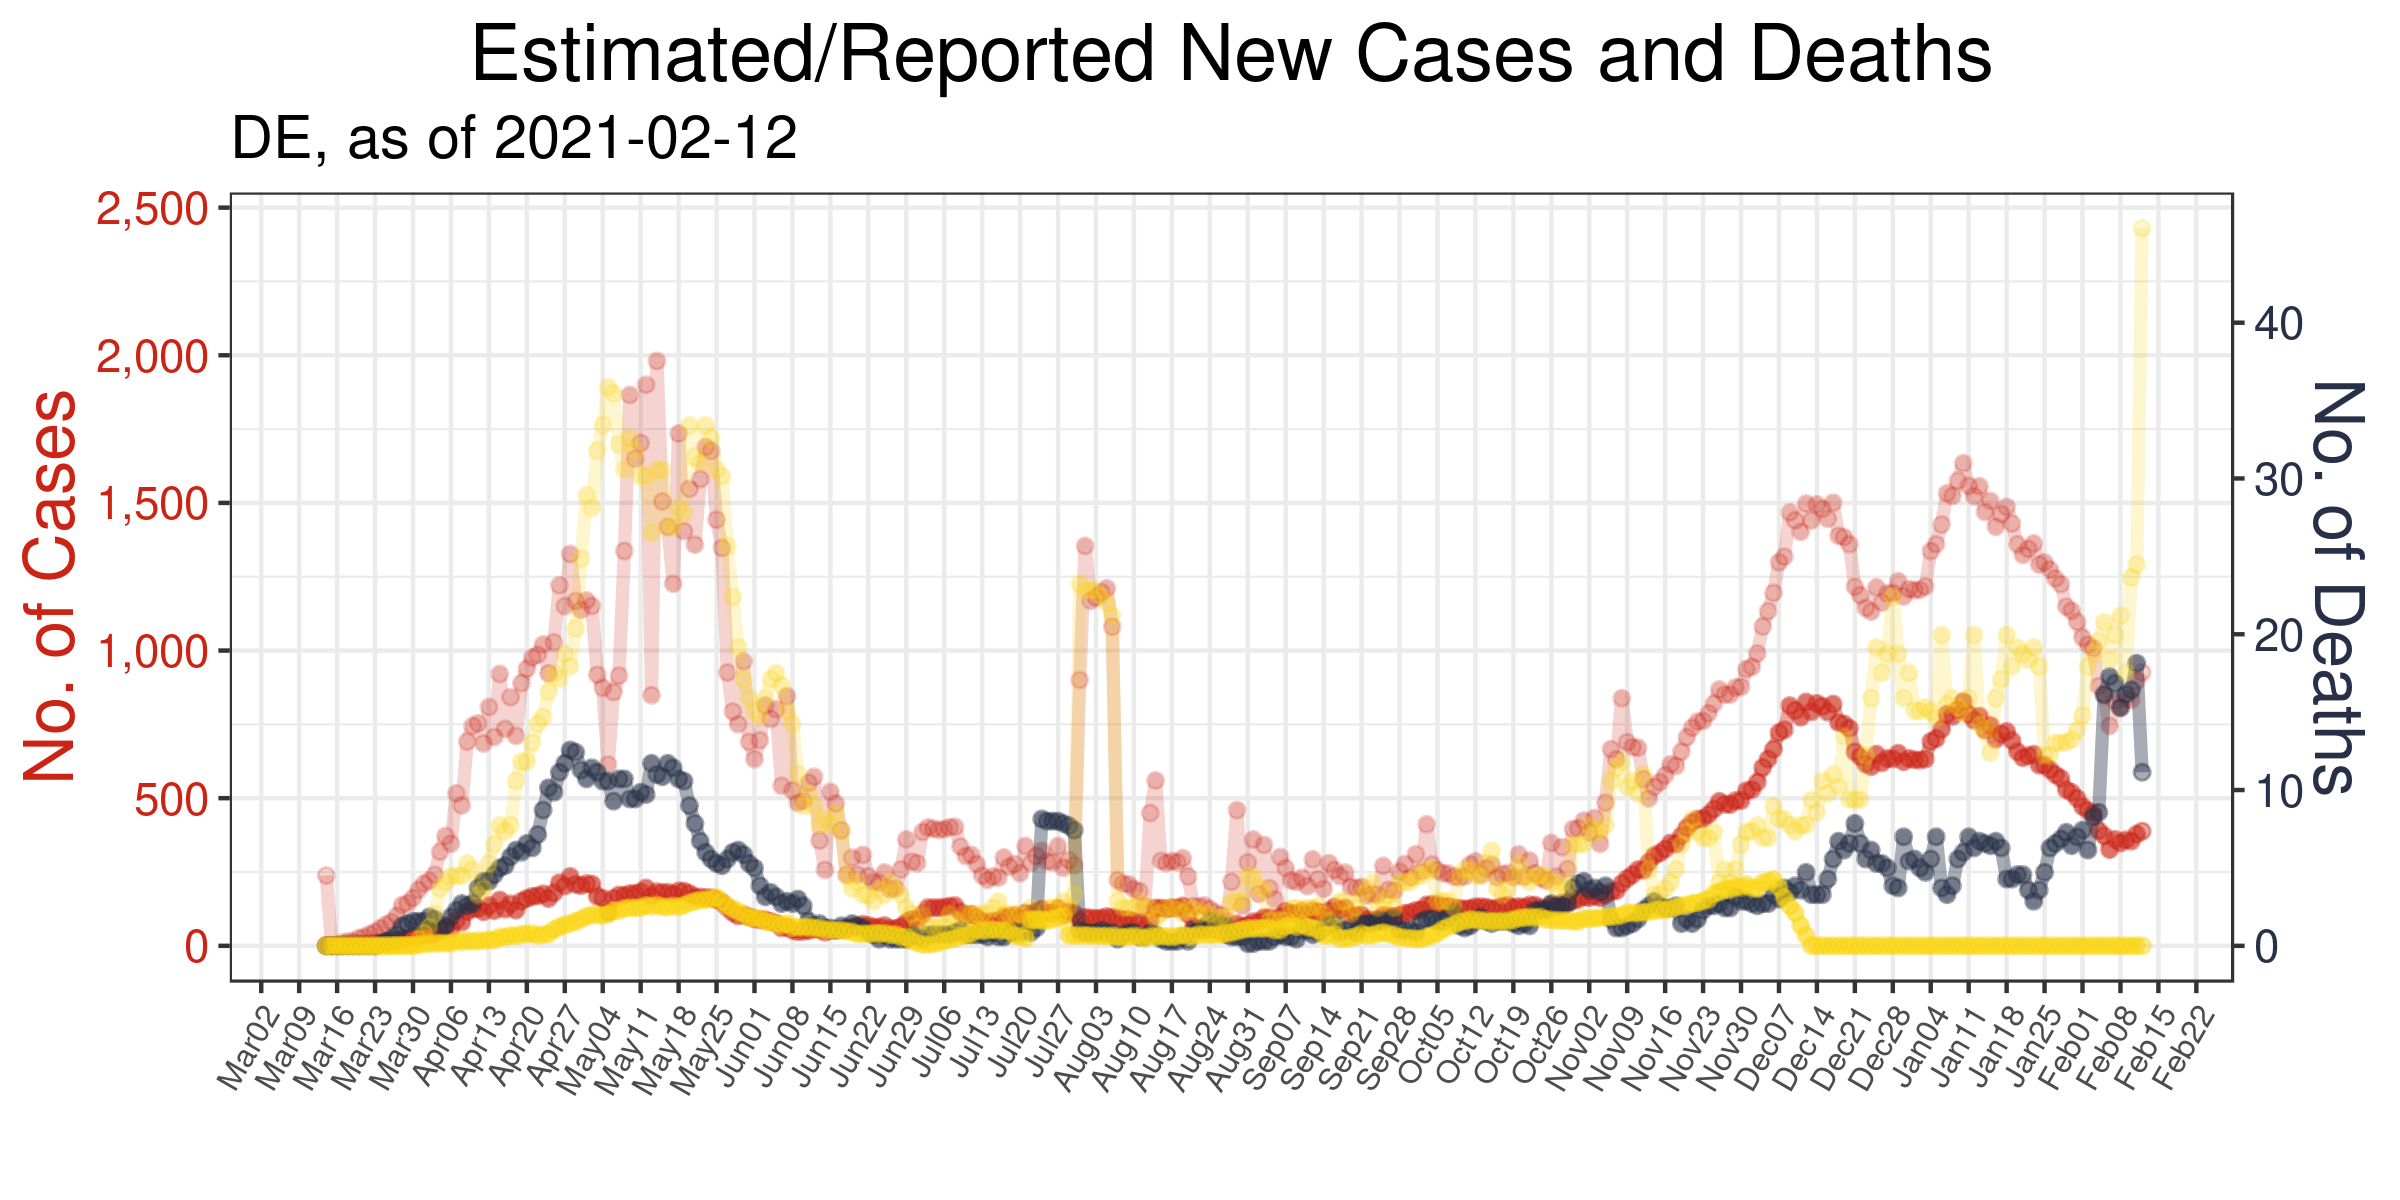 Estimated/Reported New Cases and Deaths
DE, as of 2021-02-12
No. of Cases
2,500
2,000
1,500
1,000
500
0
40
30
20
10
0
No. of Deaths
Mar02
Mar09
Mar16
Mar23
Mar30
Apr06
Apr13
Apr20
Apr27
May04
May11
May18
May25
Jun01
Jun08
Jun15
Jun22
Jun29
Jul06
Jul13
Jul20
Jul27
Aug03
Aug10
Aug17
Aug24
Aug31
Sep07
Sep14
Sep21
Sep28
Oct05
Oct12
Oct19
Oct26
Nov02
Nov09
Nov16
Nov23
Nov30
Dec07
Dec14
Dec21
Dec28
Dec28
Jan04
Jan11
Jan18
Jan25
Feb01
Feb08
Feb15
Feb22